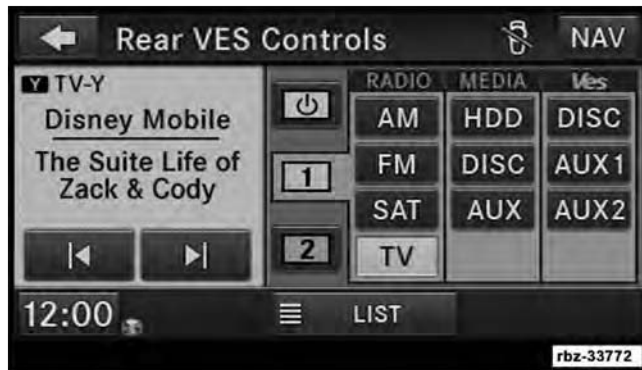 Rear VES Controls
NAV
Y TV-Y
Disney Mobile
The Suite Life of
Zack & Cody
1
2
RADIO MEDIA Ves
AM HDD DISC
FM DISC AUX1
SAT AUX AUX2
TV
12:00
LIST
rbz-33772